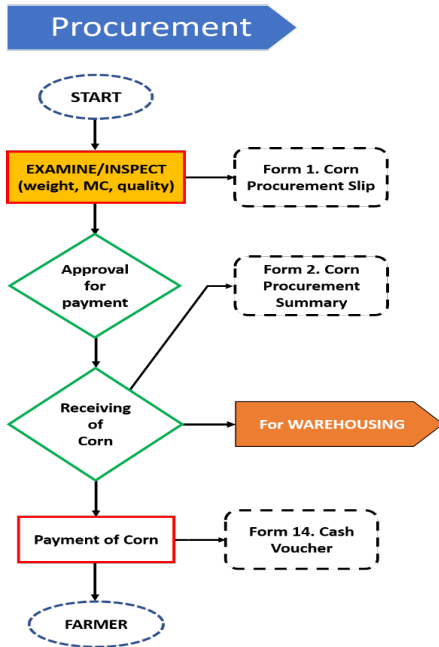 Procurement
START
EXAMINE/INSPECT
(weight, MC, quality)
Form 1. Corn
Procurement Slip
Approval
for
payment
Form 2. Corn
Procurement
Summary
Receiving
of
Corn
For WAREHOUSING
Payment of Corn
Form 14. Cash
Voucher
FARMER